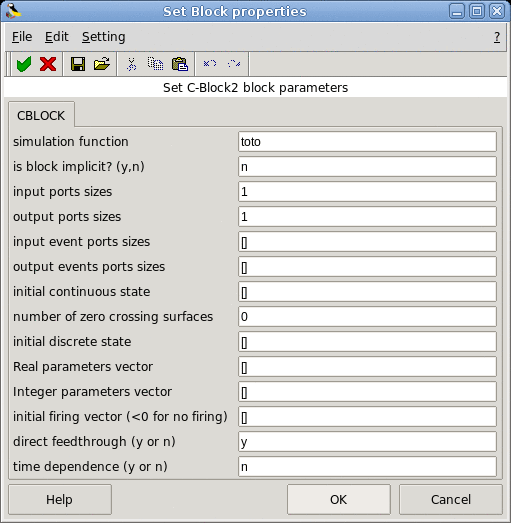 Set Block properties
File Edit Setting ?
Set C-Block2 block parameters
CBLOCK
simulation function toto
is block implicit? (y,n) n
input ports sizes 1
output ports sizes 1
input event ports sizes []
output events ports sizes []
initial continuous state []
number of zero crossing surfaces 0
initial discrete state []
Real parameters vector []
Integer parameters vector []
initial firing vector (<0 for no firing) []
direct feedthrough (y or n) y
time dependence (y or n) n
Help OK Cancel